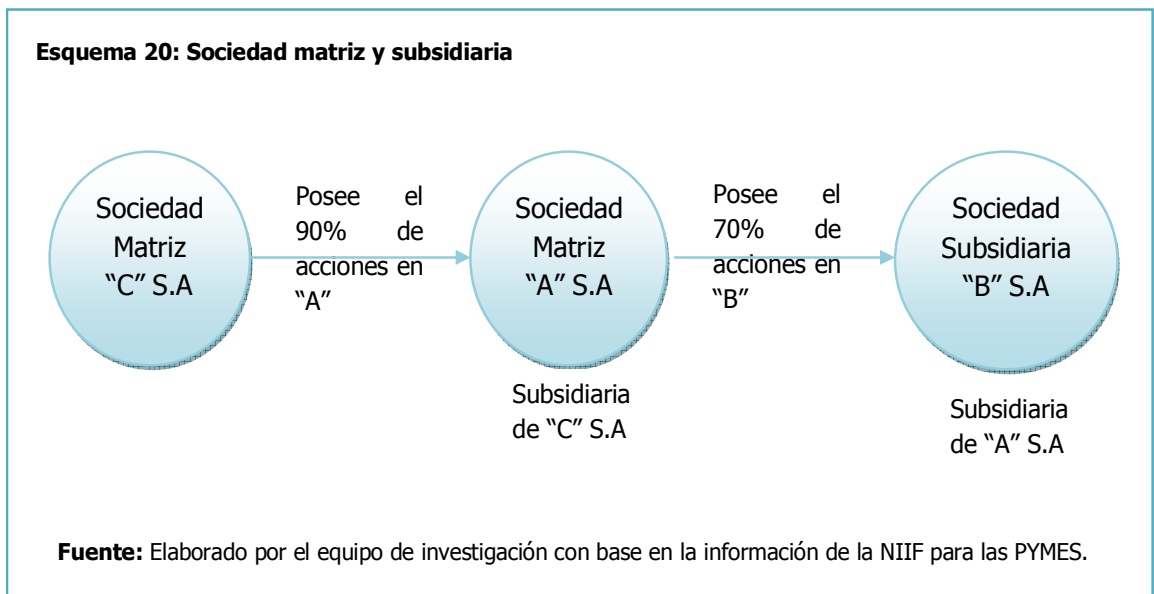 Esquema 20: Sociedad matriz y subsidiaria
Sociedad
Matriz
“C” S.A
Posee el
90% de
acciones en
“A”
Sociedad
Matriz
“A” S.A
Subsidiaria
de “C” S.A
Posee el
70% de
acciones en
“B”
Sociedad
Subsidiaria
“B” S.A
Subsidiaria
de “A” S.A
Fuente: Elaborado por el equipo de investigación con base en la información de la NIIF para las PYMES.